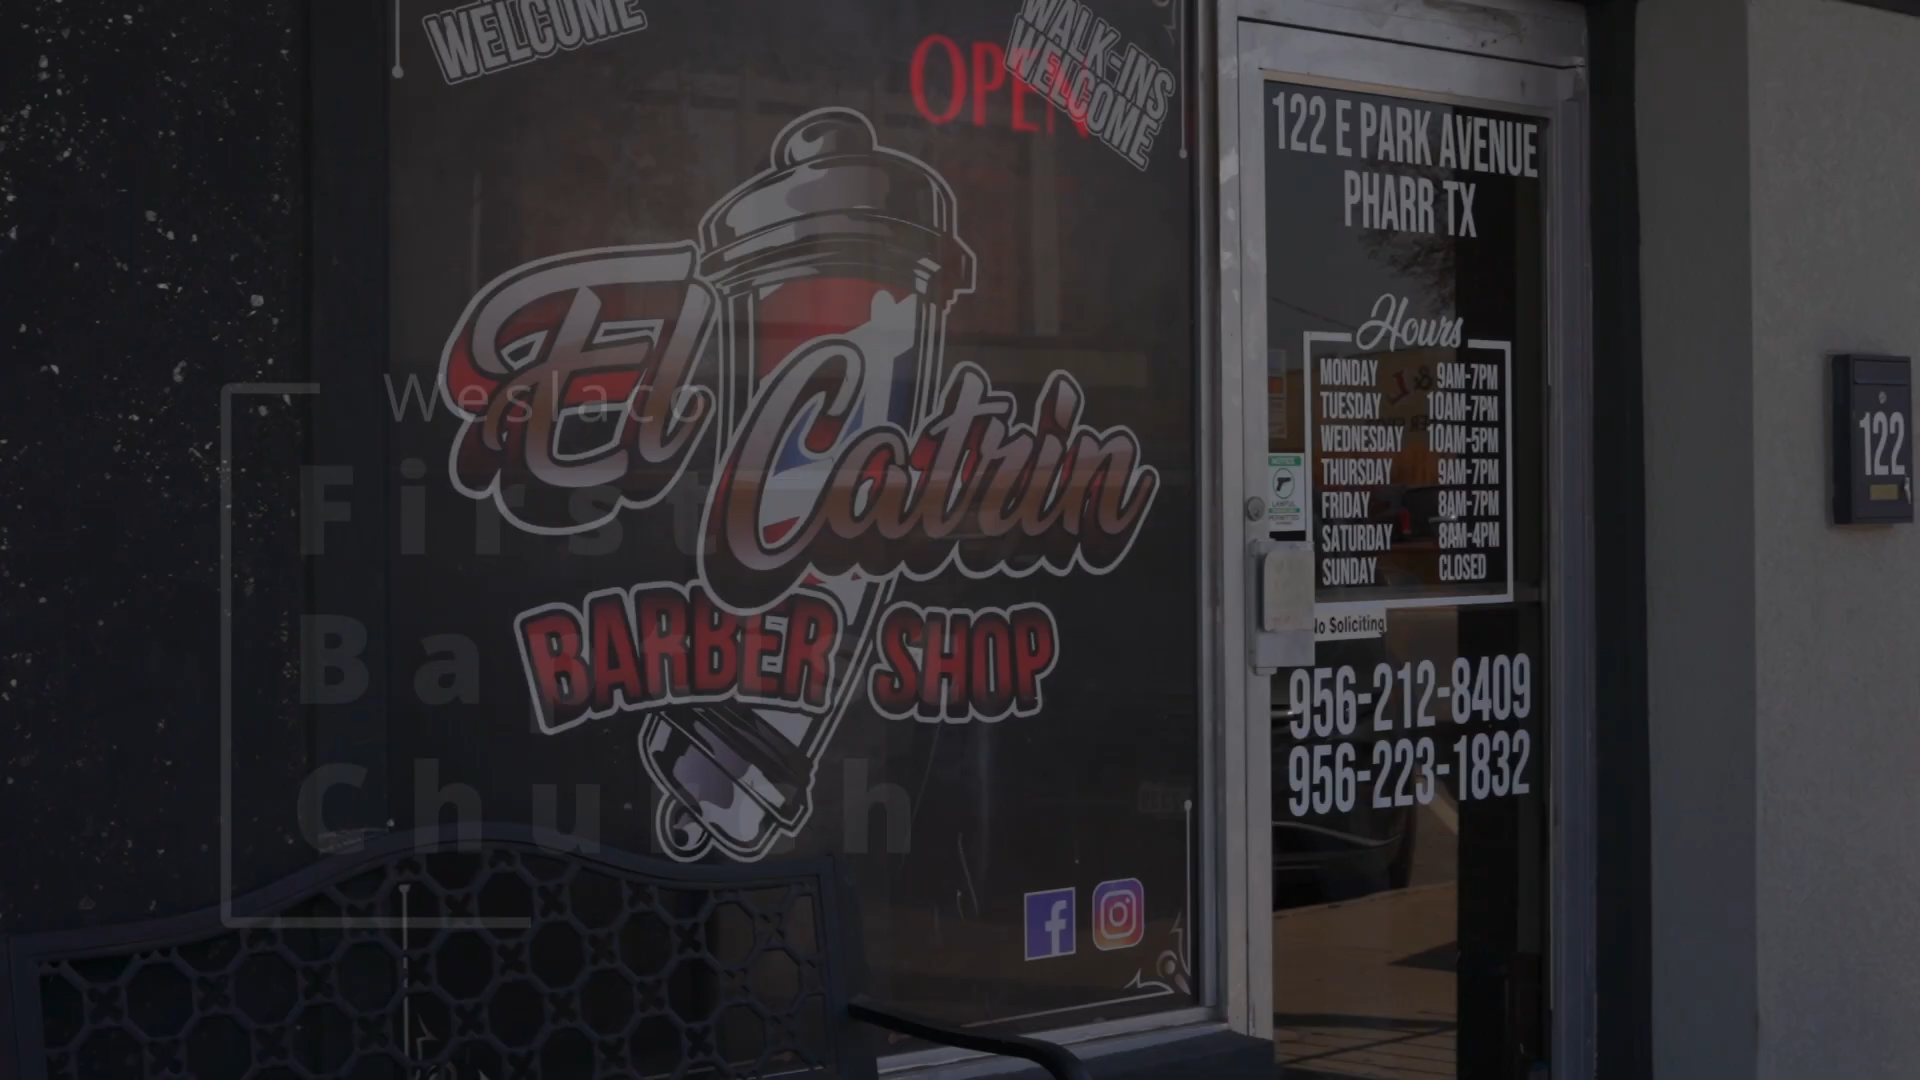 WELCOME
OPEN
WALK-INS
WELCOME
El Catrin
BARBER SHOP
Weslaco
First
Ba
Church
122 E PARK AVENUE
PHARR TX
Hours
MONDAY 9AM-7PM
TUESDAY 10AM-7PM
WEDNESDAY 10AM-5PM
THURSDAY 9AM-7PM
FRIDAY 8AM-7PM
SATURDAY 8AM-4PM
SUNDAY CLOSED
No Soliciting
956-212-8409
956-223-1832
122